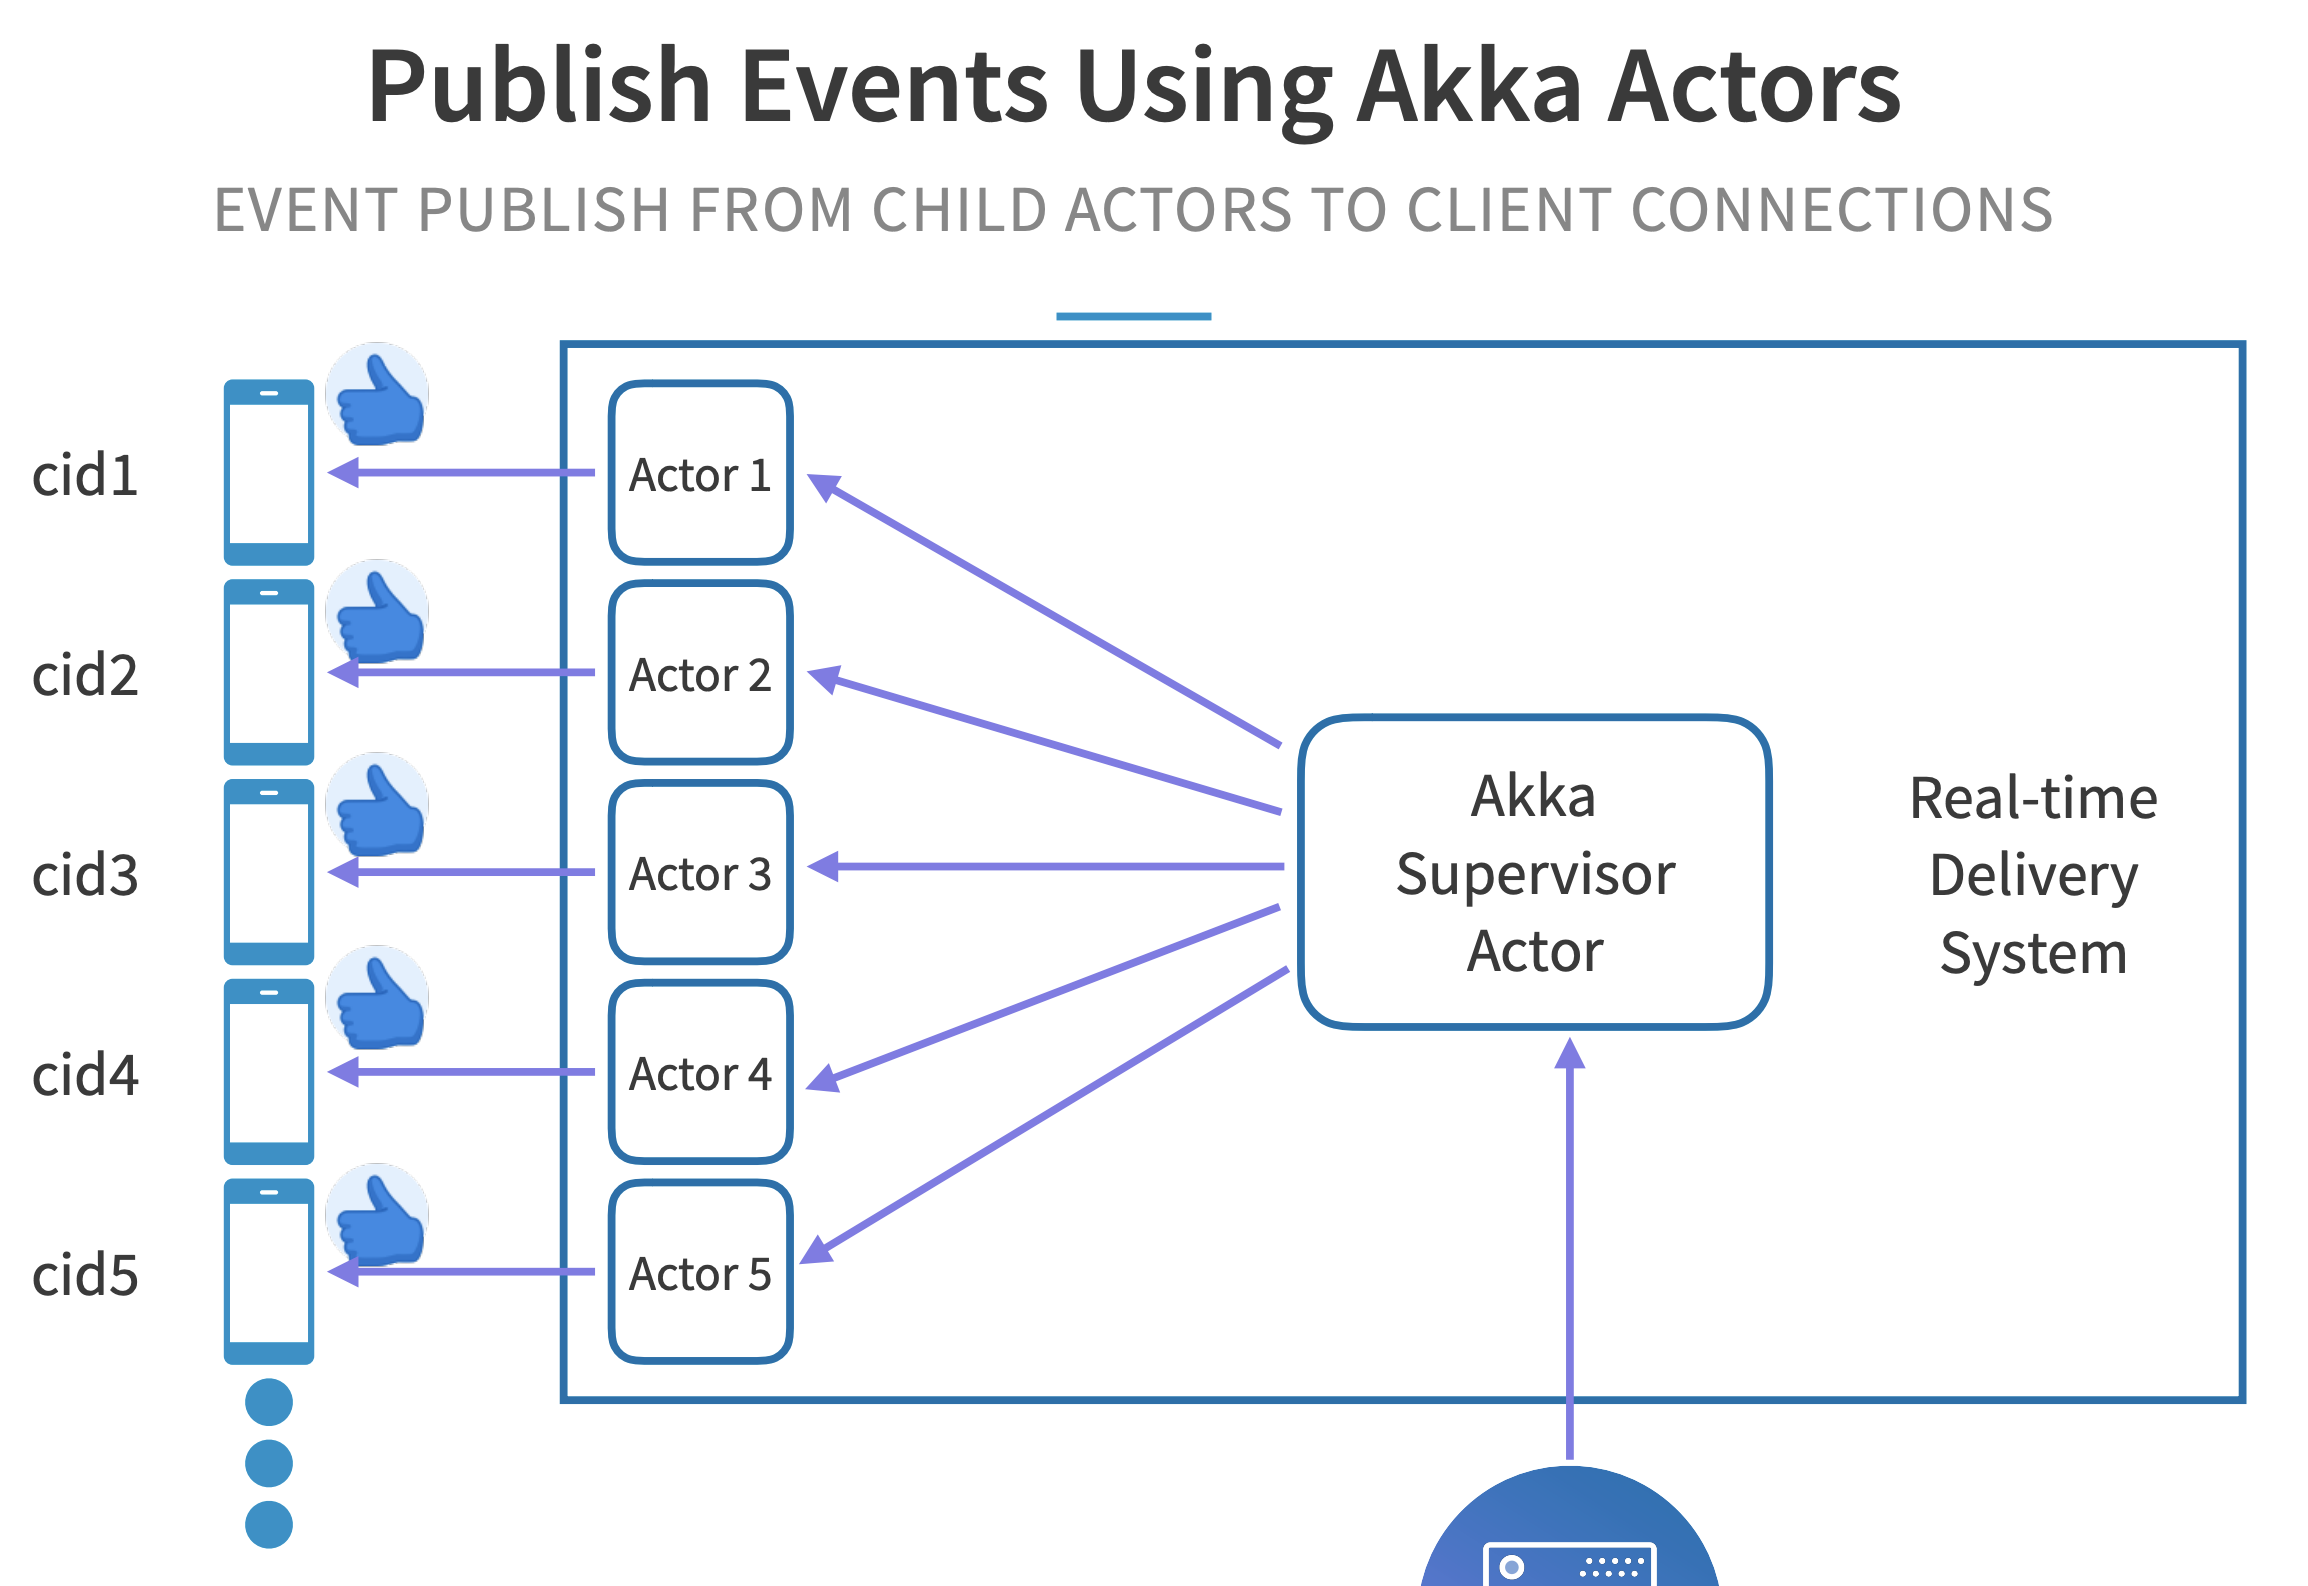 Publish Events Using Akka Actors
EVENT PUBLISH FROM CHILD ACTORS TO CLIENT CONNECTIONS
cid1
Actor 1
cid2
Actor 2
cid3
Actor 3
cid4
Actor 4
cid5
Actor 5
Akka
Supervisor
Actor
Real-time
Delivery
System